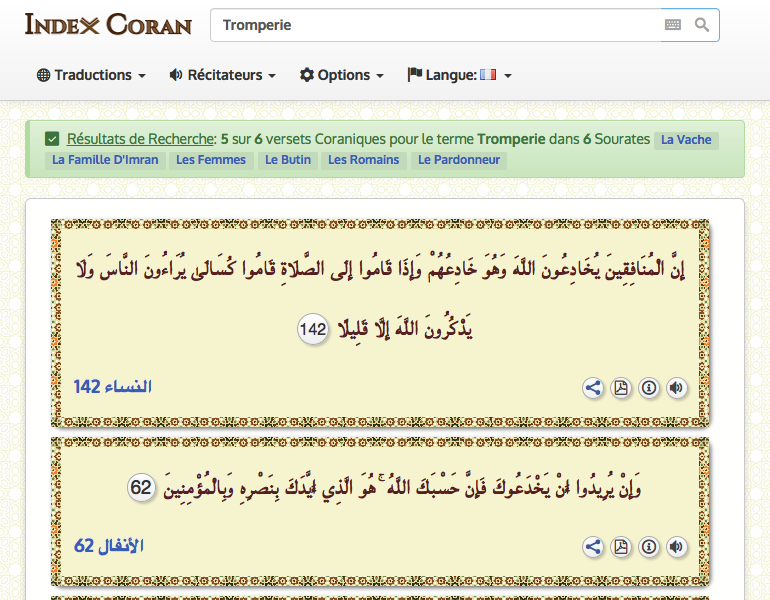 INDEX CORAN
Tromperie
Traductions
Récitateurs
Options
Langue:
Résultats de Recherche: 5 sur 6 versets Coraniques pour le terme Tromperie dans 6 Sourates La Vache
La Famille D'Imran Les Femmes Le Butin Les Romains Le Pardonneur
إِنَّ الْمُنَافِقِينَ يُخَادِعُونَ اللَّهَ وَهُوَ خَادِعُهُمْ وَإِذَا قَامُوا إِلَى الصَّلَاةِ قَامُوا كُسَالَىٰ يُرَاءُونَ النَّاسَ وَلَا
يَذْكُرُونَ اللَّهَ إِلَّا قَلِيلًا 142
النساء 142
وَإِنْ يُرِيدُوا أَنْ يَخْدَعُوكَ فَإِنَّ حَسْبَكَ اللَّهُ ۚ هُوَ الَّذِي أَيَّدَكَ بِنَصْرِهِ وَبِالْمُؤْمِنِينَ 62
الأنفال 62